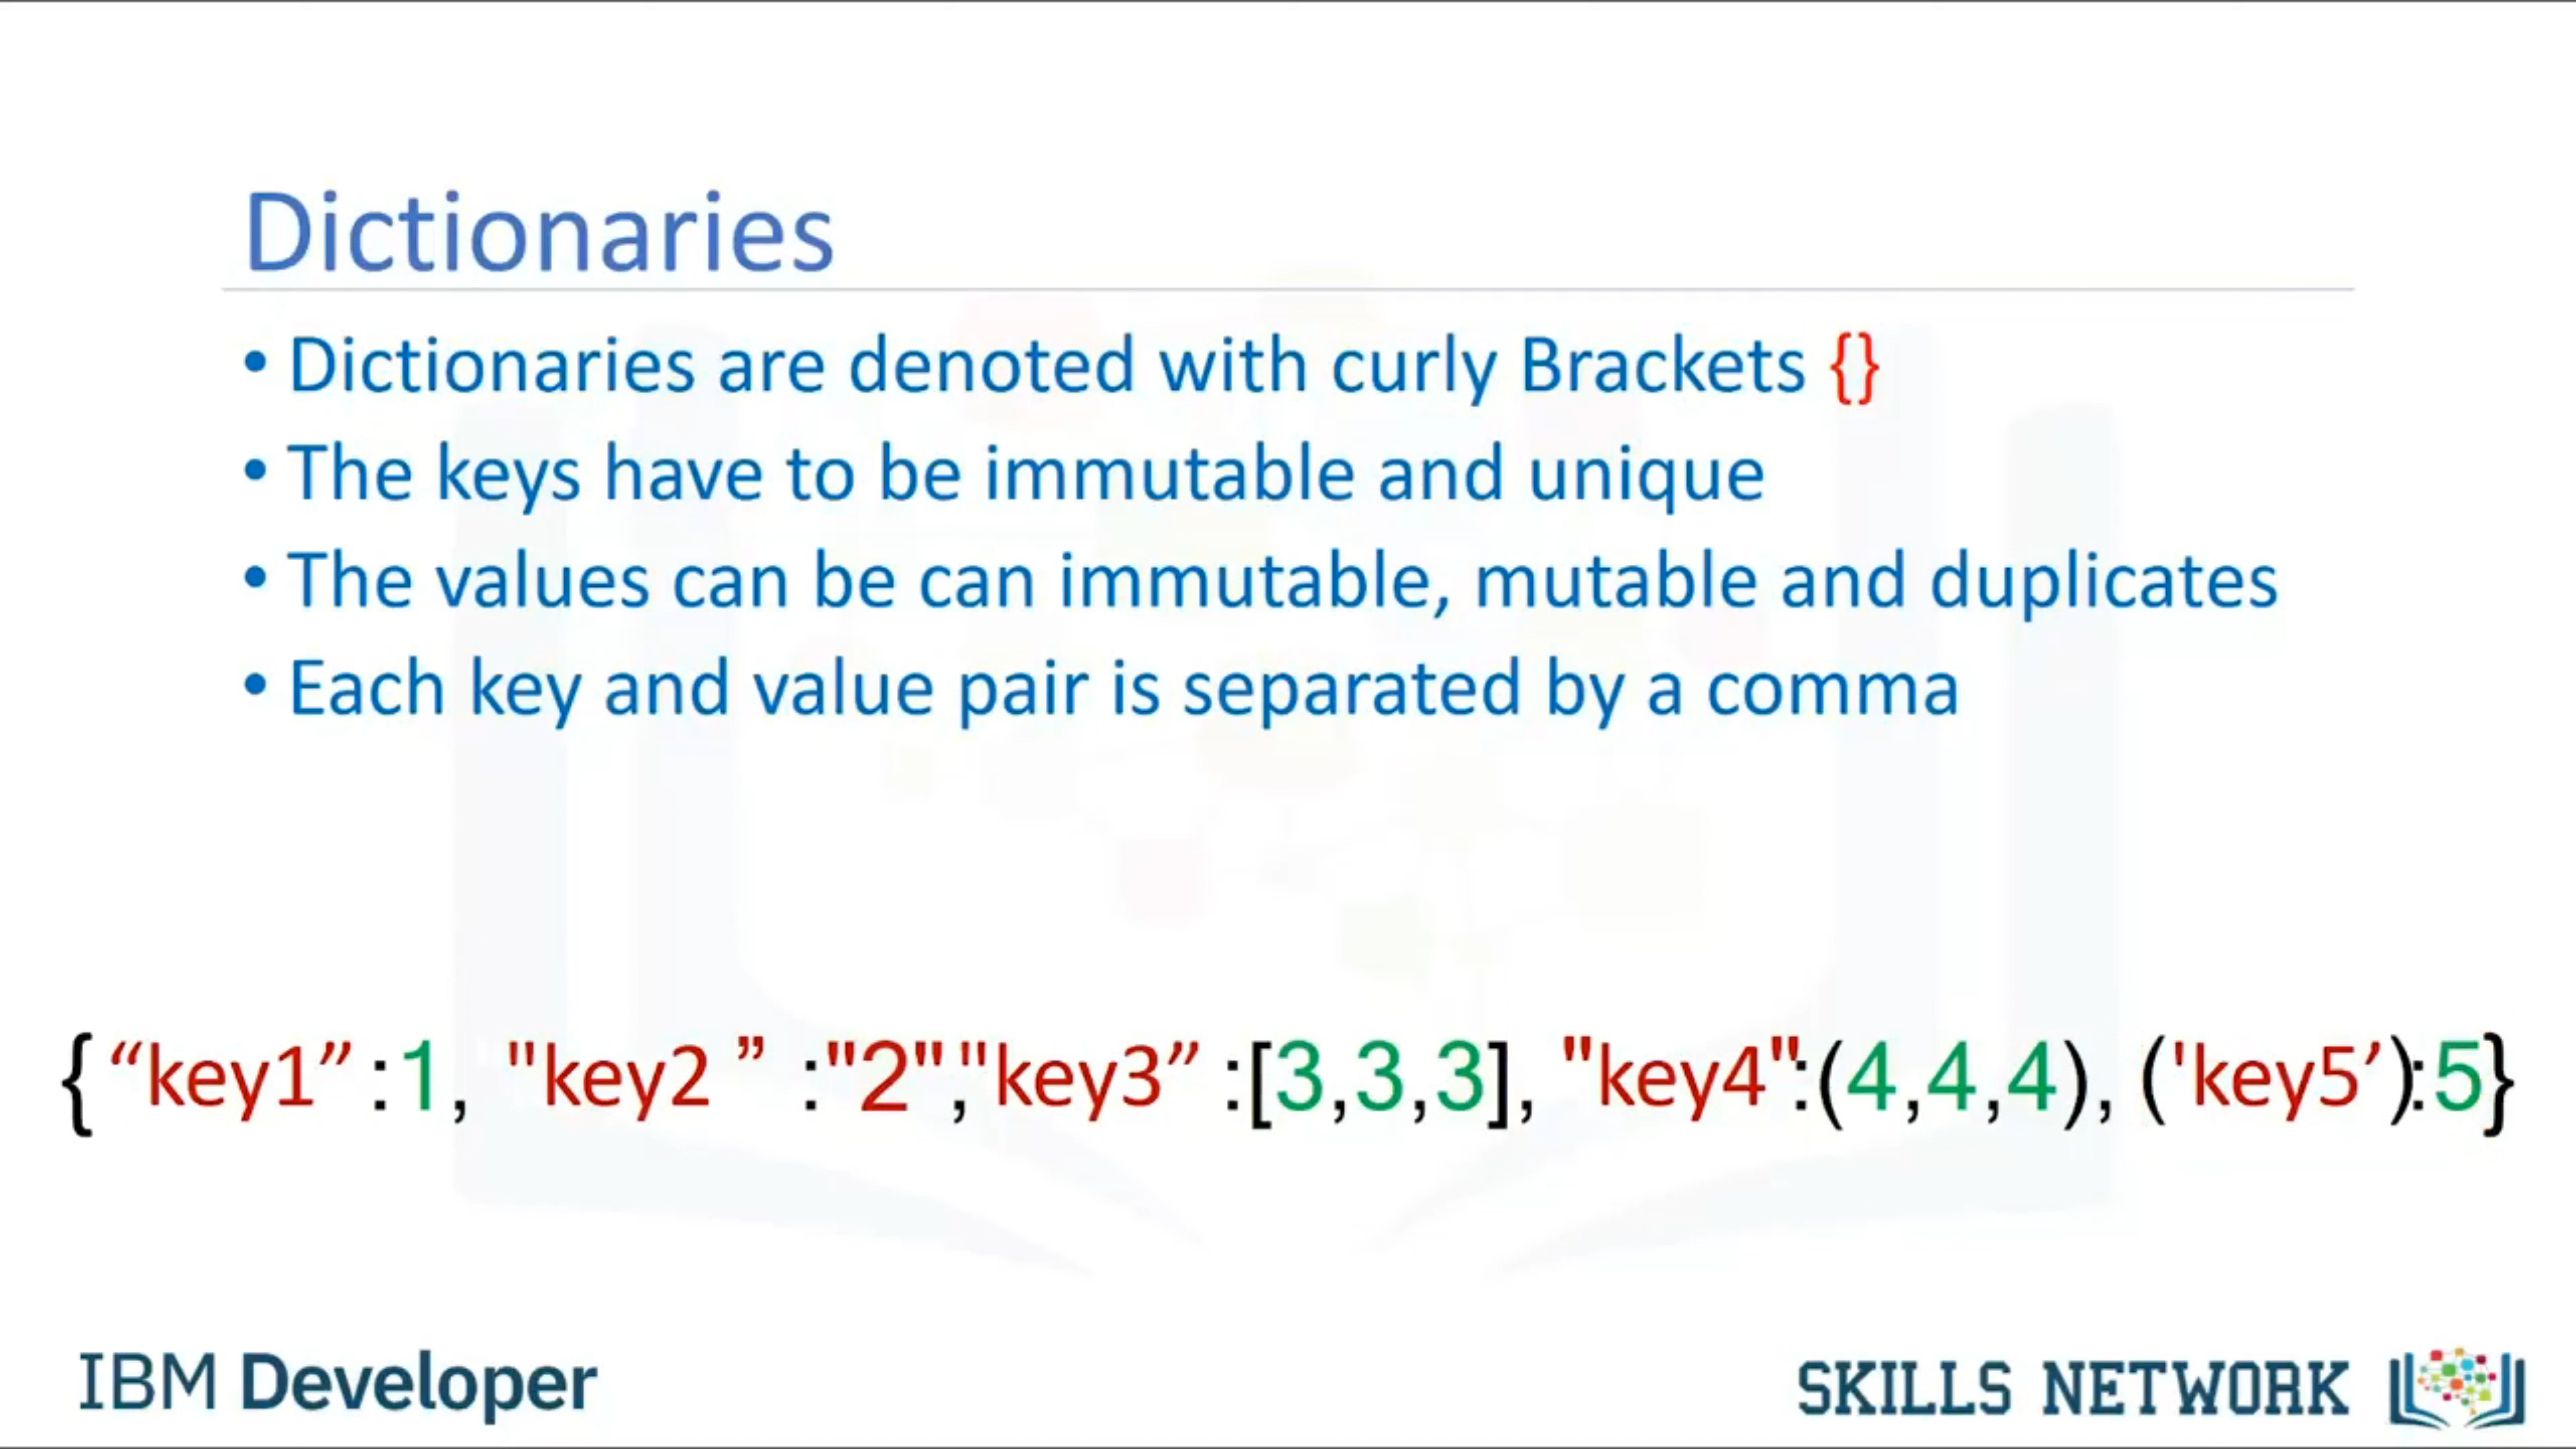 Dictionaries
• Dictionaries are denoted with curly Brackets {}
• The keys have to be immutable and unique
• The values can be can immutable, mutable and duplicates
• Each key and value pair is separated by a comma
{“key1” :1, "key2 ” :"2","key3” :[3,3,3], "key4":(4,4,4), ('key5’):5}
IBM Developer
SKILLS NETWORK